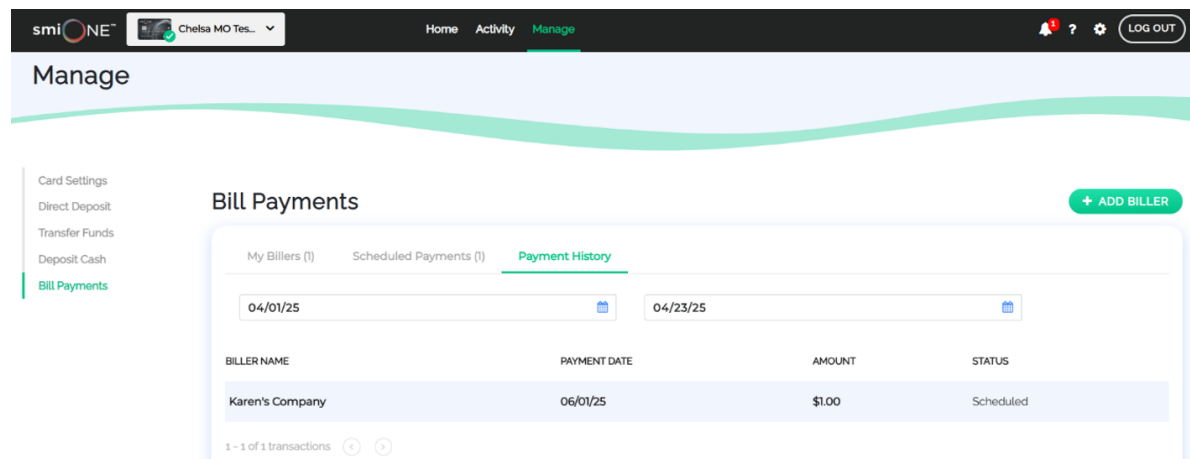 smiONE™ Chelsa MO Tes... Home Activity Manage 1 ? LOG OUT
Manage
Card Settings
Direct Deposit
Transfer Funds
Deposit Cash
Bill Payments
Bill Payments
+ ADD BILLER
My Billers (1) Scheduled Payments (1) Payment History
04/01/25 04/23/25
BILLER NAME PAYMENT DATE AMOUNT STATUS
Karen's Company 06/01/25 $1.00 Scheduled
1 - 1 of 1 transactions